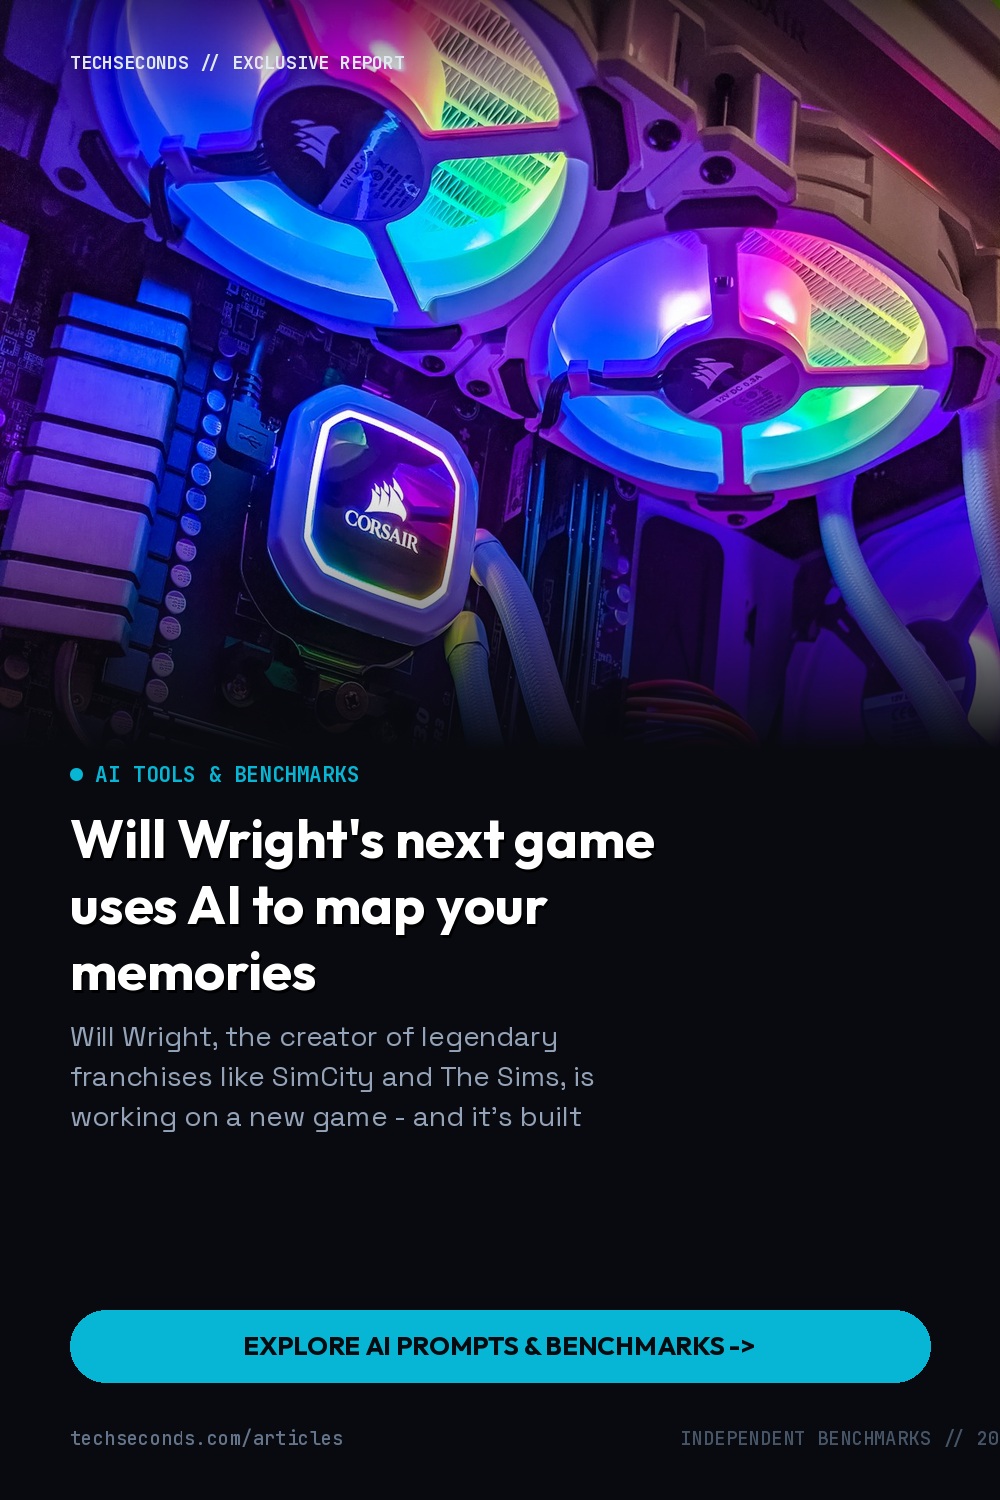 TECHSECONDS // EXCLUSIVE REPORT
CORSAIR
● AI TOOLS & BENCHMARKS
Will Wright's next game
uses AI to map your
memories
Will Wright, the creator of legendary
franchises like SimCity and The Sims, is
working on a new game - and it’s built
EXPLORE AI PROMPTS & BENCHMARKS ->
techseconds.com/articles
INDEPENDENT BENCHMARKS // 20